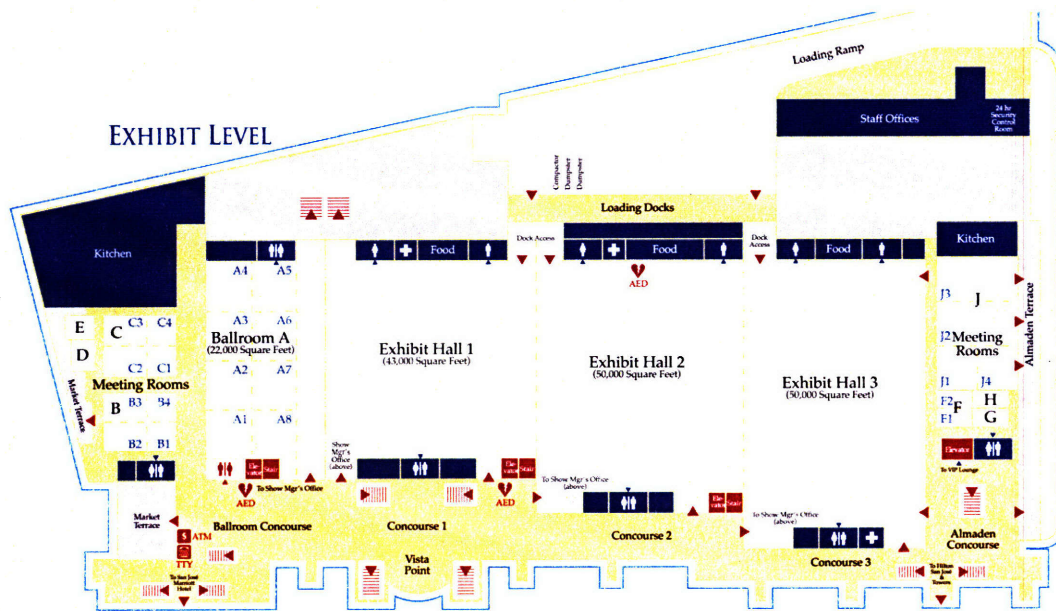 EXHIBIT LEVEL
Loading Ramp
Staff Offices
24 hr
Security
Control
Room
Compactor
Dumpster
Dumpster
Loading Docks
Kitchen
Food
Dock Access
Food
Dock
Access
Food
Kitchen
A4 A5
AED
E
D
C
C3 C4
C2 C1
Meeting Rooms
B
B3 B4
B2 B1
Market Terrace
A3 A6
Ballroom A
(22,000 Square Feet)
A2 A7
A1 A8
Exhibit Hall 1
(43,000 Square Feet)
Exhibit Hall 2
(50,000 Square Feet)
Exhibit Hall 3
(50,000 Square Feet)
J3
J
J2
Meeting
Rooms
J1 J4
F2
F
F1
H
G
Almaden Terrace
Show
Mgr's
Office
(above)
Ele-
vator
Stair
To Show Mgr's Office
AED
Ele-
vator
Stair
AED
To Show Mgr's Office
(above)
Ele-
vator
Stair
To Show Mgr's Office
(above)
Elevator
To VIP Lounge
Market
Terrace
Ballroom Concourse
Concourse 1
Concourse 2
Concourse 3
Almaden
Concourse
$ ATM
TTY
Vista
Point
To San José
Marriott
Hotel
To Hilton
San José
&
Towers